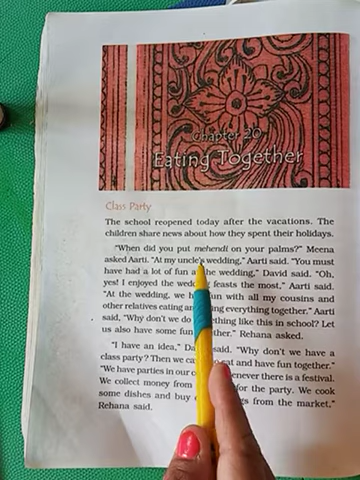 Chapter 20
Eating Together
Class Party
The school reopened today after the vacations. The
children share news about how they spent their holidays.
"When did you put mehendi on your palms?" Meena
asked Aarti. "At my uncle's wedding," Aarti said. "You must
have had a lot of fun at the wedding," David said. "Oh,
yes! I enjoyed the wedding feasts the most," Aarti said.
"At the wedding, we fun with all my cousins and
other relatives eating everything together." Aarti
said, "Why don't we do like this in school? Let
us also have some fun Rehana asked.
"I have an idea," said. "Why don't we have a
class party? Then we eat and have fun together."
"We have parties in our whenever there is a festival.
We collect money from for the party. We cook
some dishes and buy from the market,"
Rehana said.